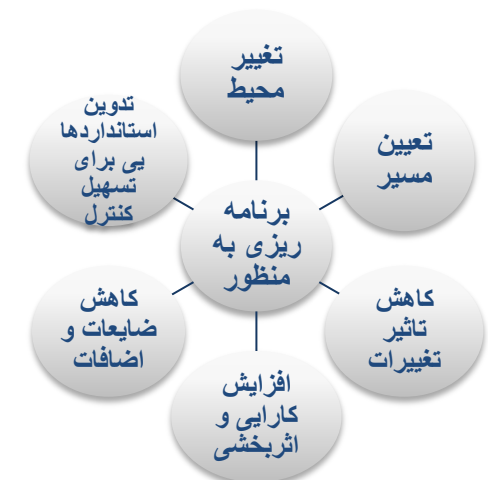 تغییر
محیط
تعیین
مسیر
کاهش
تاثیر
تغییرات
افزایش
کارایی و
اثربخشی
کاهش
ضایعات و
اضافات
تدوین
استانداردها
یی برای
تسهیل
کنترل
برنامه
ریزی به
منظور